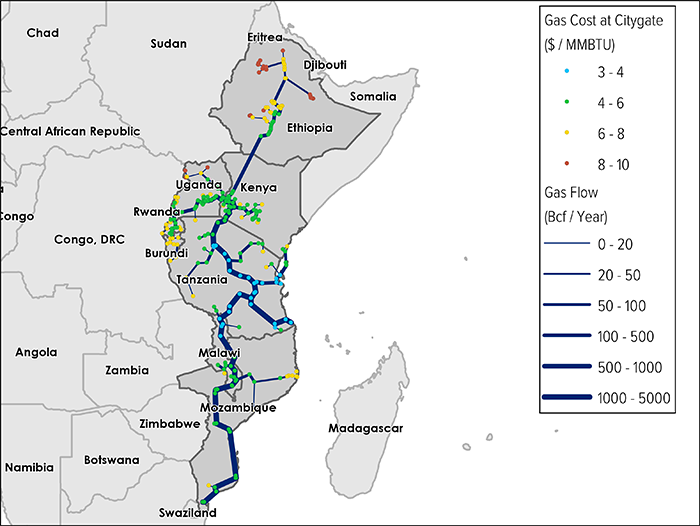 Chad
Sudan
Eritrea
Djibouti
Somalia
Central African Republic
Ethiopia
Uganda
Kenya
Rwanda
Congo
Congo, DRC
Burundi
Tanzania
Angola
Malawi
Zambia
Mozambique
Zimbabwe
Madagascar
Botswana
Namibia
Swaziland
Gas Cost at Citygate
($ / MMBTU)
3 - 4
4 - 6
6 - 8
8 - 10
Gas Flow
(Bcf / Year)
0 - 20
20 - 50
50 - 100
100 - 500
500 - 1000
1000 - 5000